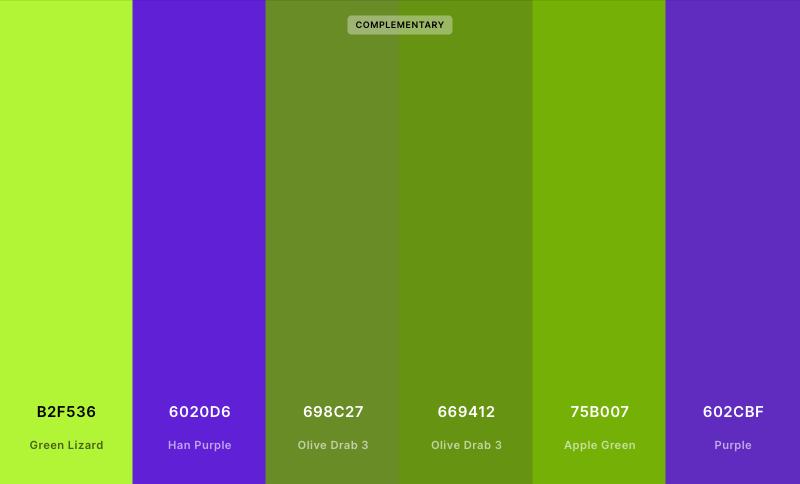 COMPLEMENTARY
B2F536
6020D6
698C27
669412
75B007
602CBF
Green Lizard
Han Purple
Olive Drab 3
Olive Drab 3
Apple Green
Purple